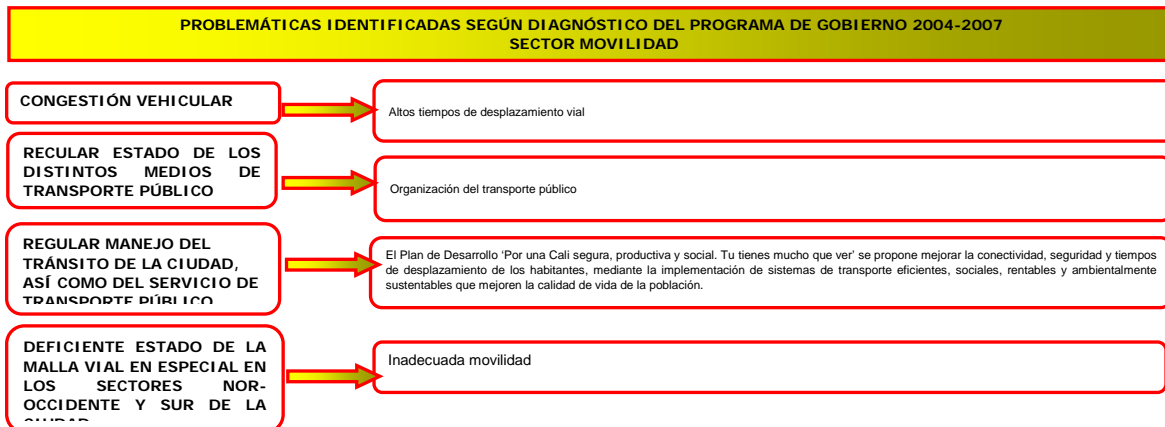 PROBLEMÁTICAS IDENTIFICADAS SEGÚN DIAGNÓSTICO DEL PROGRAMA DE GOBIERNO 2004-2007
SECTOR MOVILIDAD
CONGESTIÓN VEHICULAR
Altos tiempos de desplazamiento vial
RECULAR ESTADO DE LOS
DISTINTOS MEDIOS DE
TRANSPORTE PÚBLICO
Organización del transporte público
REGULAR MANEJO DEL
TRÁNSITO DE LA CIUDAD,
ASÍ COMO DEL SERVICIO DE
TRANSPORTE PÚBLICO
El Plan de Desarrollo ‘Por una Cali segura, productiva y social. Tu tienes mucho que ver’ se propone mejorar la conectividad, seguridad y tiempos
de desplazamiento de los habitantes, mediante la implementación de sistemas de transporte eficientes, sociales, rentables y ambientalmente
sustentables que mejoren la calidad de vida de la población.
DEFICIENTE ESTADO DE LA
MALLA VIAL EN ESPECIAL EN
LOS SECTORES NOR-
OCCIDENTE Y SUR DE LA
CIUDAD
Inadecuada movilidad